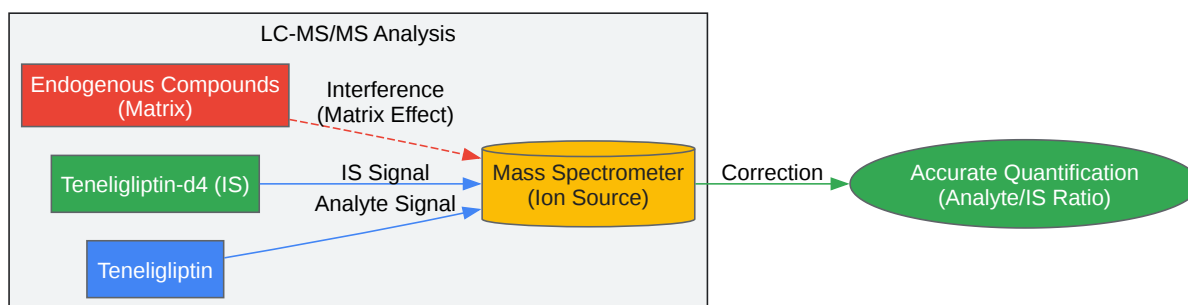 LC-MS/MS Analysis
Endogenous Compounds
(Matrix)
Interference
(Matrix Effect)
Teneligliptin-d4 (IS)
IS Signal
Analyte Signal
Mass Spectrometer
(Ion Source)
Correction
Accurate Quantification
(Analyte/IS Ratio)
Teneligliptin